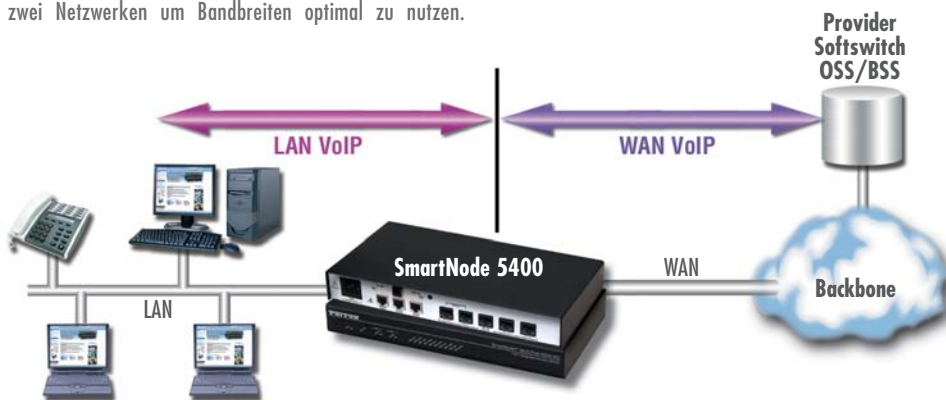 zwei Netzwerken um Bandbreiten optimal zu nutzen.
Provider
Softswitch
OSS/BSS
LAN VoIP
WAN VoIP
SmartNode 5400
WAN
Backbone
LAN
PATTON